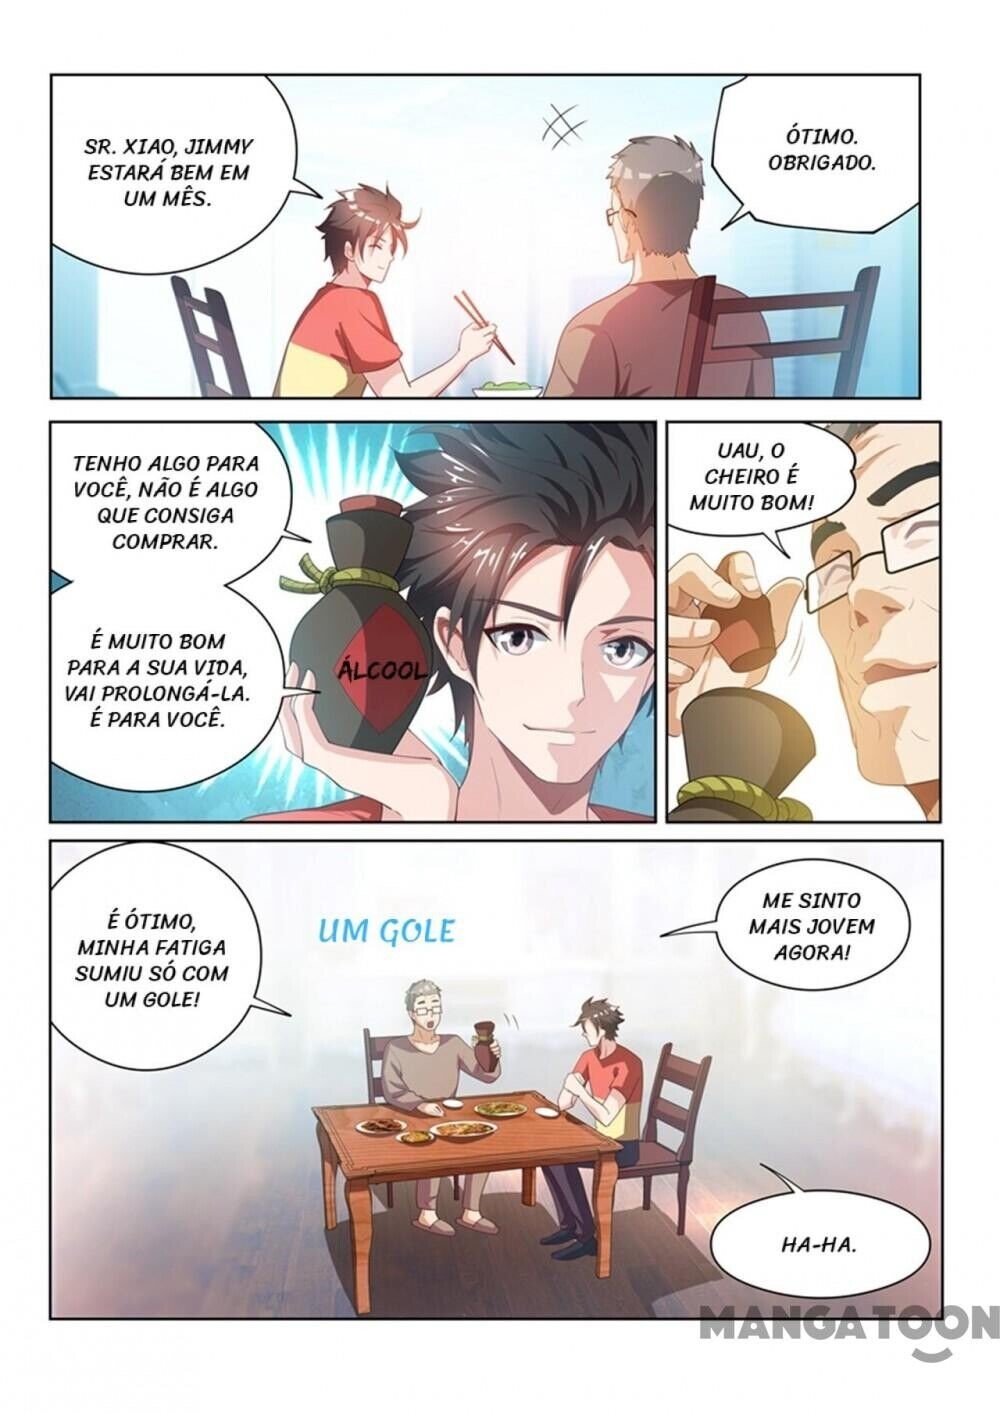 SR. XIAO, JIMMY
ESTARÁ BEM EM
UM MÊS.
ÓTIMO.
OBRIGADO.
TENHO ALGO PARA
VOCÊ, NÃO É ALGO
QUE CONSIGA
COMPRAR.
É MUITO BOM
PARA A SUA VIDA,
VAI PROLONGÁ-LA.
É PARA VOCÊ.
ÁLCOOL
UAU, O
CHEIRO É
MUITO BOM!
É ÓTIMO,
MINHA FATIGA
SUMIU SÓ COM
UM GOLE!
UM GOLE
ME SINTO
MAIS JOVEM
AGORA!
HA-HA.
MANGATOON